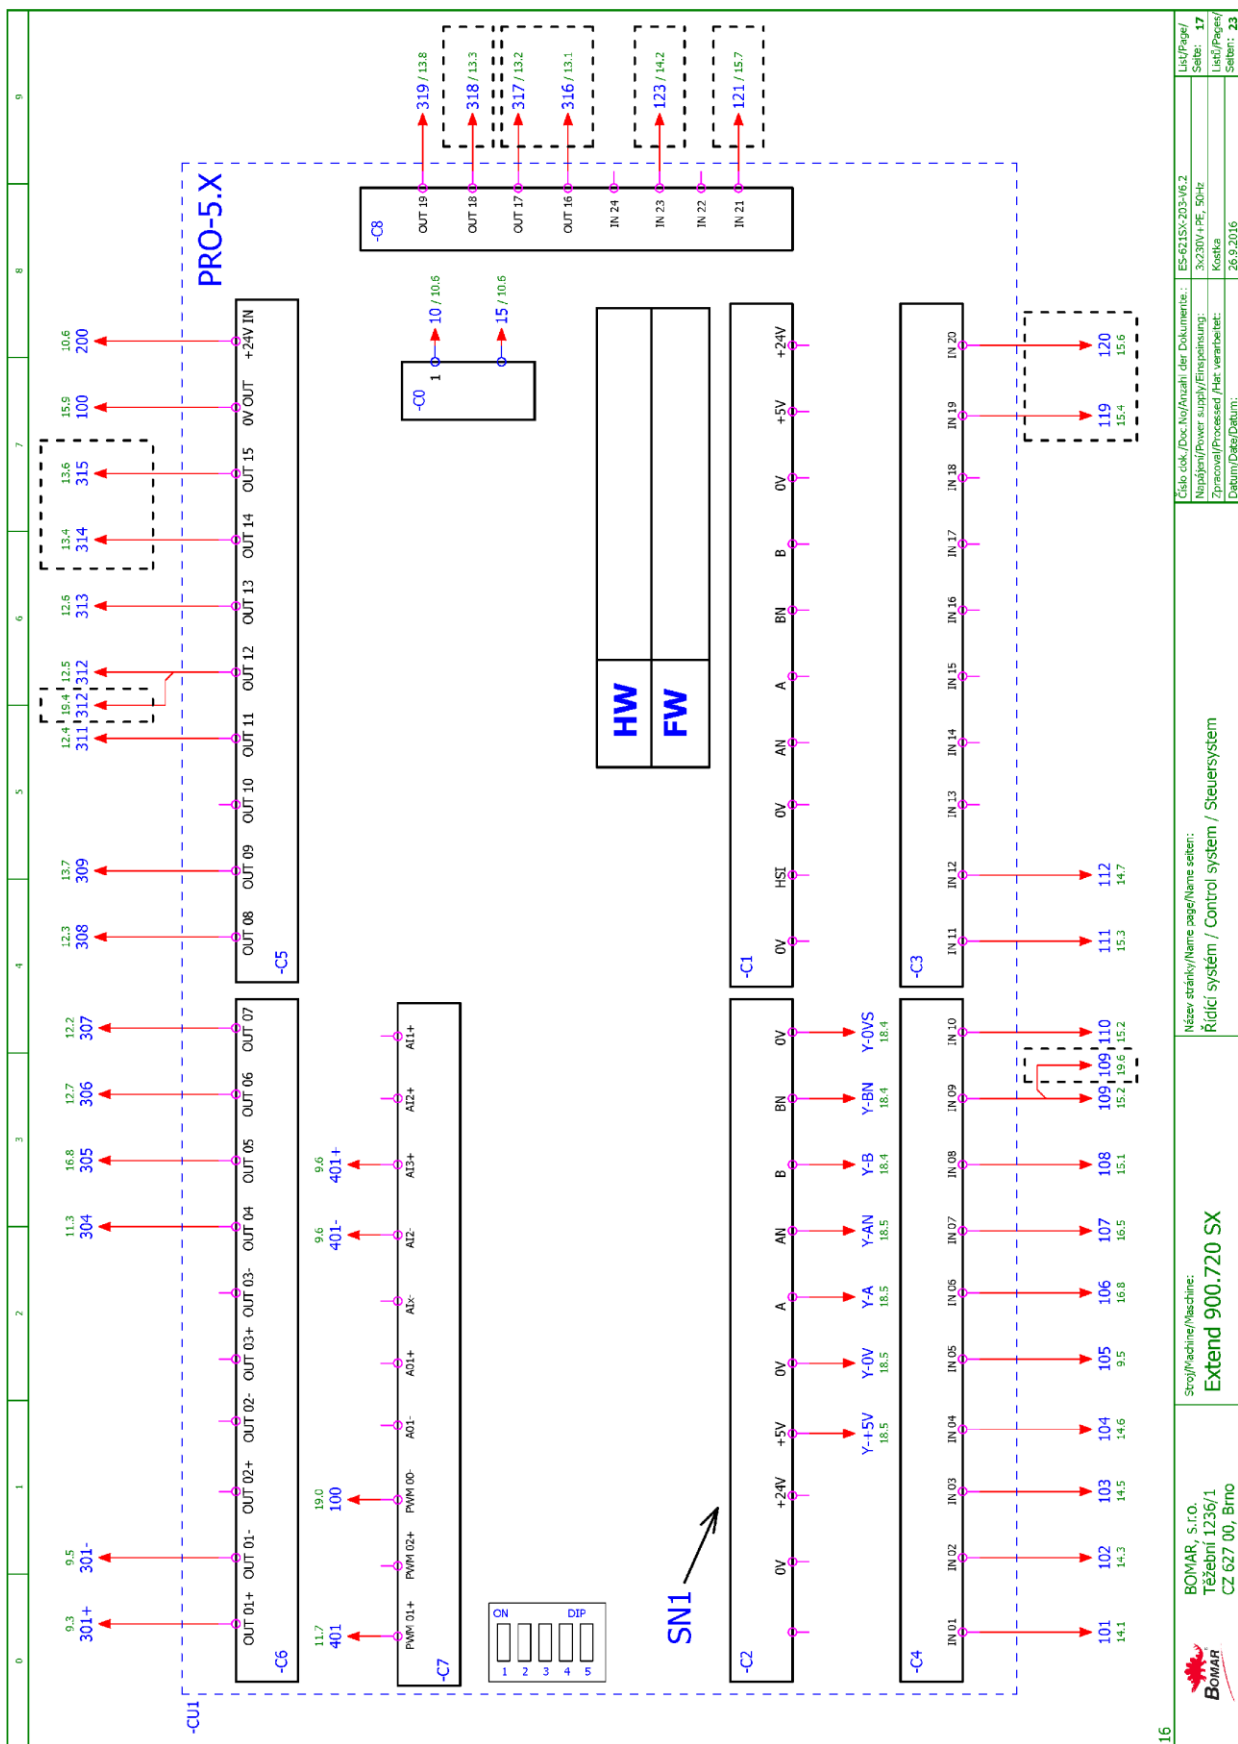 0 1 2 3 4 5 6 7 8 9
-CU1
PRO-5.X
9.3 9.5 11.3 16.8 12.7 12.2 12.3 13.7 12.4 19.4 12.5 12.6 13.4 13.6 15.9 10.6
301+ 301- 304 305 306 307 308 309 311 312 312 313 314 315 100 200
OUT 01+ OUT 01- OUT 02+ OUT 02- OUT 03+ OUT 03- OUT 04 OUT 05 OUT 06 OUT 07
-C6
OUT 08 OUT 09 OUT 10 OUT 11 OUT 12 OUT 13 OUT 14 OUT 15 0V OUT +24V IN
-C5
11.7 19.0 9.6 9.6
401 100 401- 401+
PWM 01+ PWM 02+ PWM 00- AO1- AO1+ AIx- AI2- AI3+ AI2+ AI1+
-C7
-C0
1
10 / 10.6
15 / 10.6
-C8
OUT 19 319 / 13.8
OUT 18 318 / 13.3
OUT 17 317 / 13.2
OUT 16 316 / 13.1
IN 24
IN 23 123 / 14.2
IN 22
IN 21 121 / 15.7
ON DIP
1 2 3 4 5
HW
FW
SN1
-C2
0V +24V +5V 0V A AN B BN 0V
Y-+5V Y-0V Y-A Y-AN Y-B Y-BN Y-0VS
18.5 18.5 18.5 18.5 18.4 18.4 18.4
-C1
0V HSI 0V AN A BN B 0V +5V +24V
-C4
IN 01 IN 02 IN 03 IN 04 IN 05 IN 06 IN 07 IN 08 IN 09 IN 10
-C3
IN 11 IN 12 IN 13 IN 14 IN 15 IN 16 IN 17 IN 18 IN 19 IN 20
101 102 103 104 105 106 107 108 109 109 110 111 112 119 120
14.1 14.3 14.5 14.6 9.5 16.8 16.5 15.1 15.2 19.6 15.2 15.3 14.7 15.4 15.6
16
BOMAR
BOMAR, s.r.o.
Těžební 1236/1
CZ 627 00, Brno
Stroj/Machine/Maschine:
Extend 900.720 SX
Název stránky/Name page/Name seiten:
Řídicí systém / Control system / Steuersystem
Číslo dok./Doc.No/Anzahl der Dokumente.: ES-621SX-203-V6.2
Napájení/Power supply/Einspeisung: 3x230V+PE, 50Hz
Zpracoval/Processed /Hat verarbeitet: Kostka
Datum/Date/Datum: 26.9.2016
List/Page/
Seite: 17
Listů/Pages/
Seiten: 23